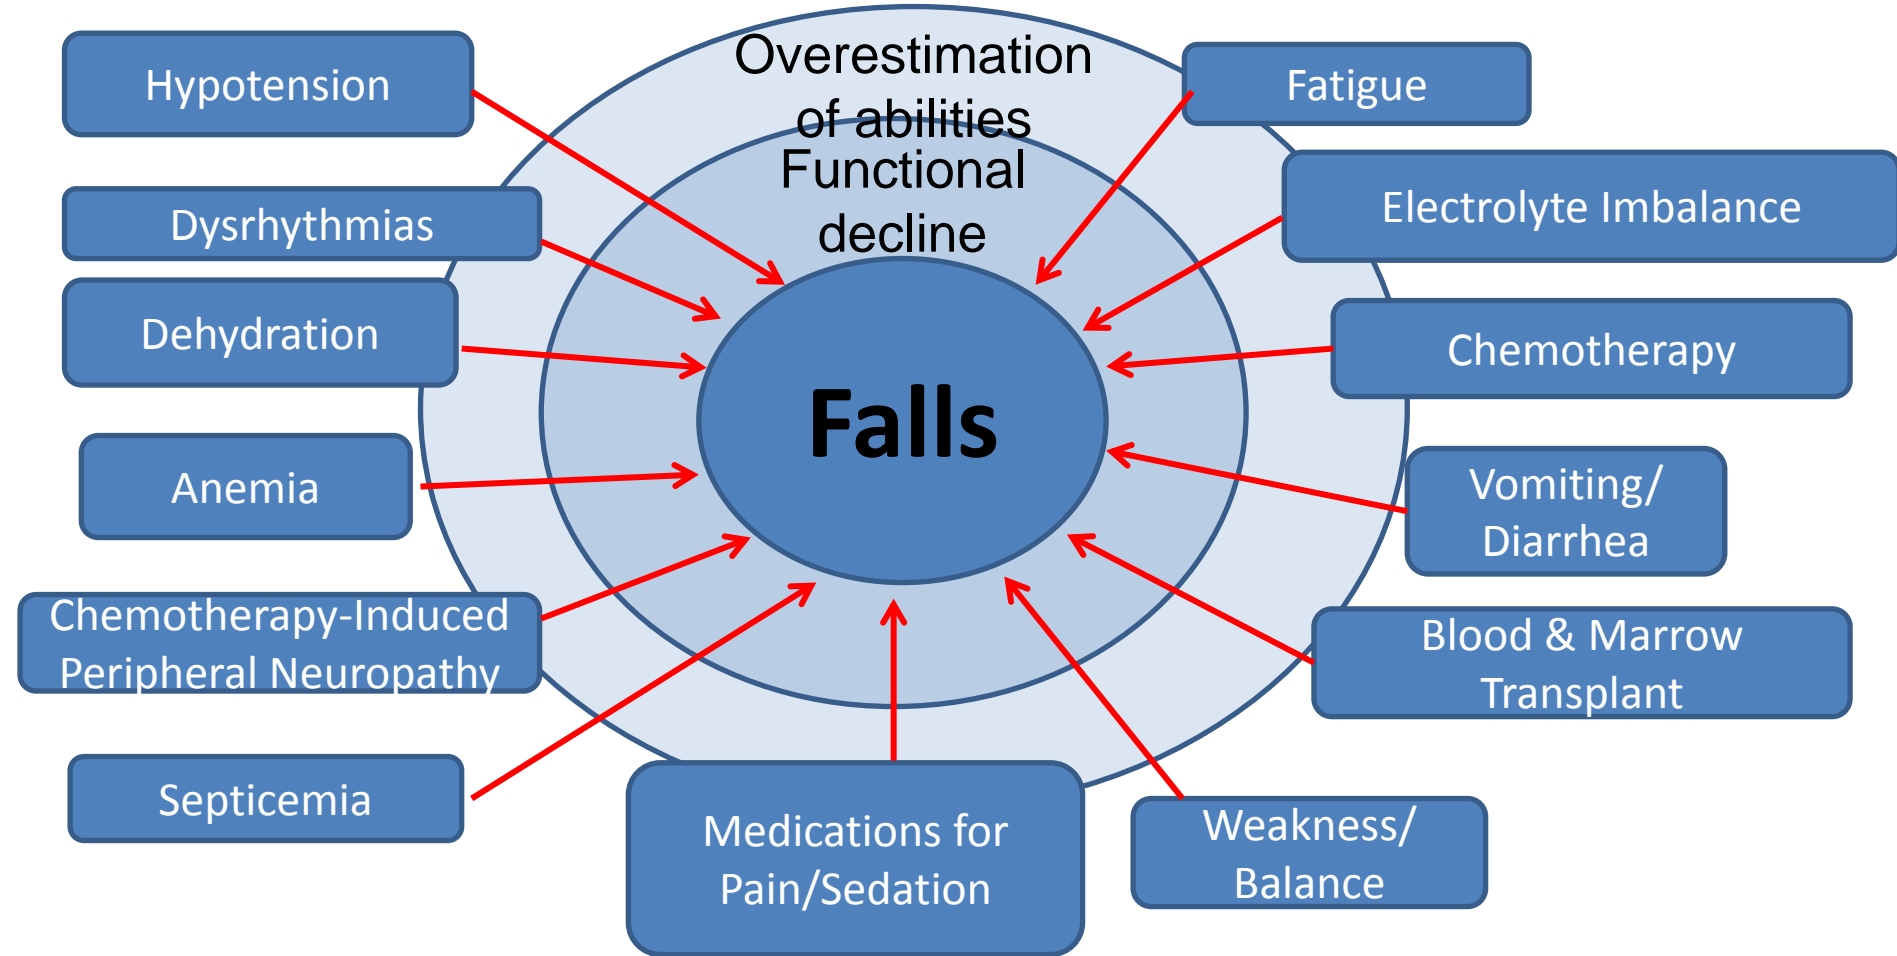 Overestimation
of abilities
Functional
decline
Falls
Hypotension
Dysrhythmias
Dehydration
Anemia
Chemotherapy-Induced
Peripheral Neuropathy
Septicemia
Medications for
Pain/Sedation
Weakness/
Balance
Blood & Marrow
Transplant
Vomiting/
Diarrhea
Chemotherapy
Electrolyte Imbalance
Fatigue